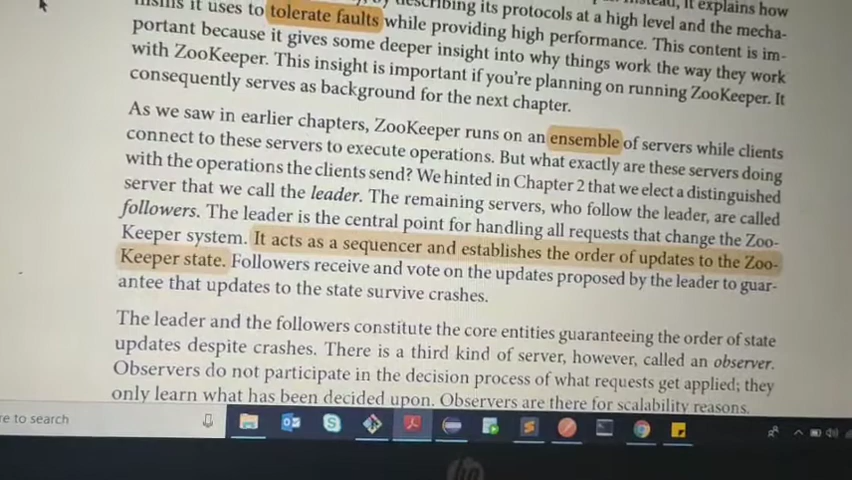 describing its protocols at a high level and the mecha-
it uses to tolerate faults while providing high performance. This content is im-
portant because it gives some deeper insight into why things work the way they work
with ZooKeeper. This insight is important if you're planning on running ZooKeeper. It
consequently serves as background for the next chapter.
As we saw in earlier chapters, ZooKeeper runs on an ensemble of servers while clients
connect to these servers to execute operations. But what exactly are these servers doing
with the operations the clients send? We hinted in Chapter 2 that we elect a distinguished
server that we call the leader. The remaining servers, who follow the leader, are called
followers. The leader is the central point for handling all requests that change the Zoo-
Keeper system. It acts as a sequencer and establishes the order of updates to the Zoo-
Keeper state. Followers receive and vote on the updates proposed by the leader to guar-
antee that updates to the state survive crashes.
The leader and the followers constitute the core entities guaranteeing the order of state
updates despite crashes. There is a third kind of server, however, called an observer.
Observers do not participate in the decision process of what requests get applied; they
only learn what has been decided upon. Observers are there for scalability reasons.
re to search
hp